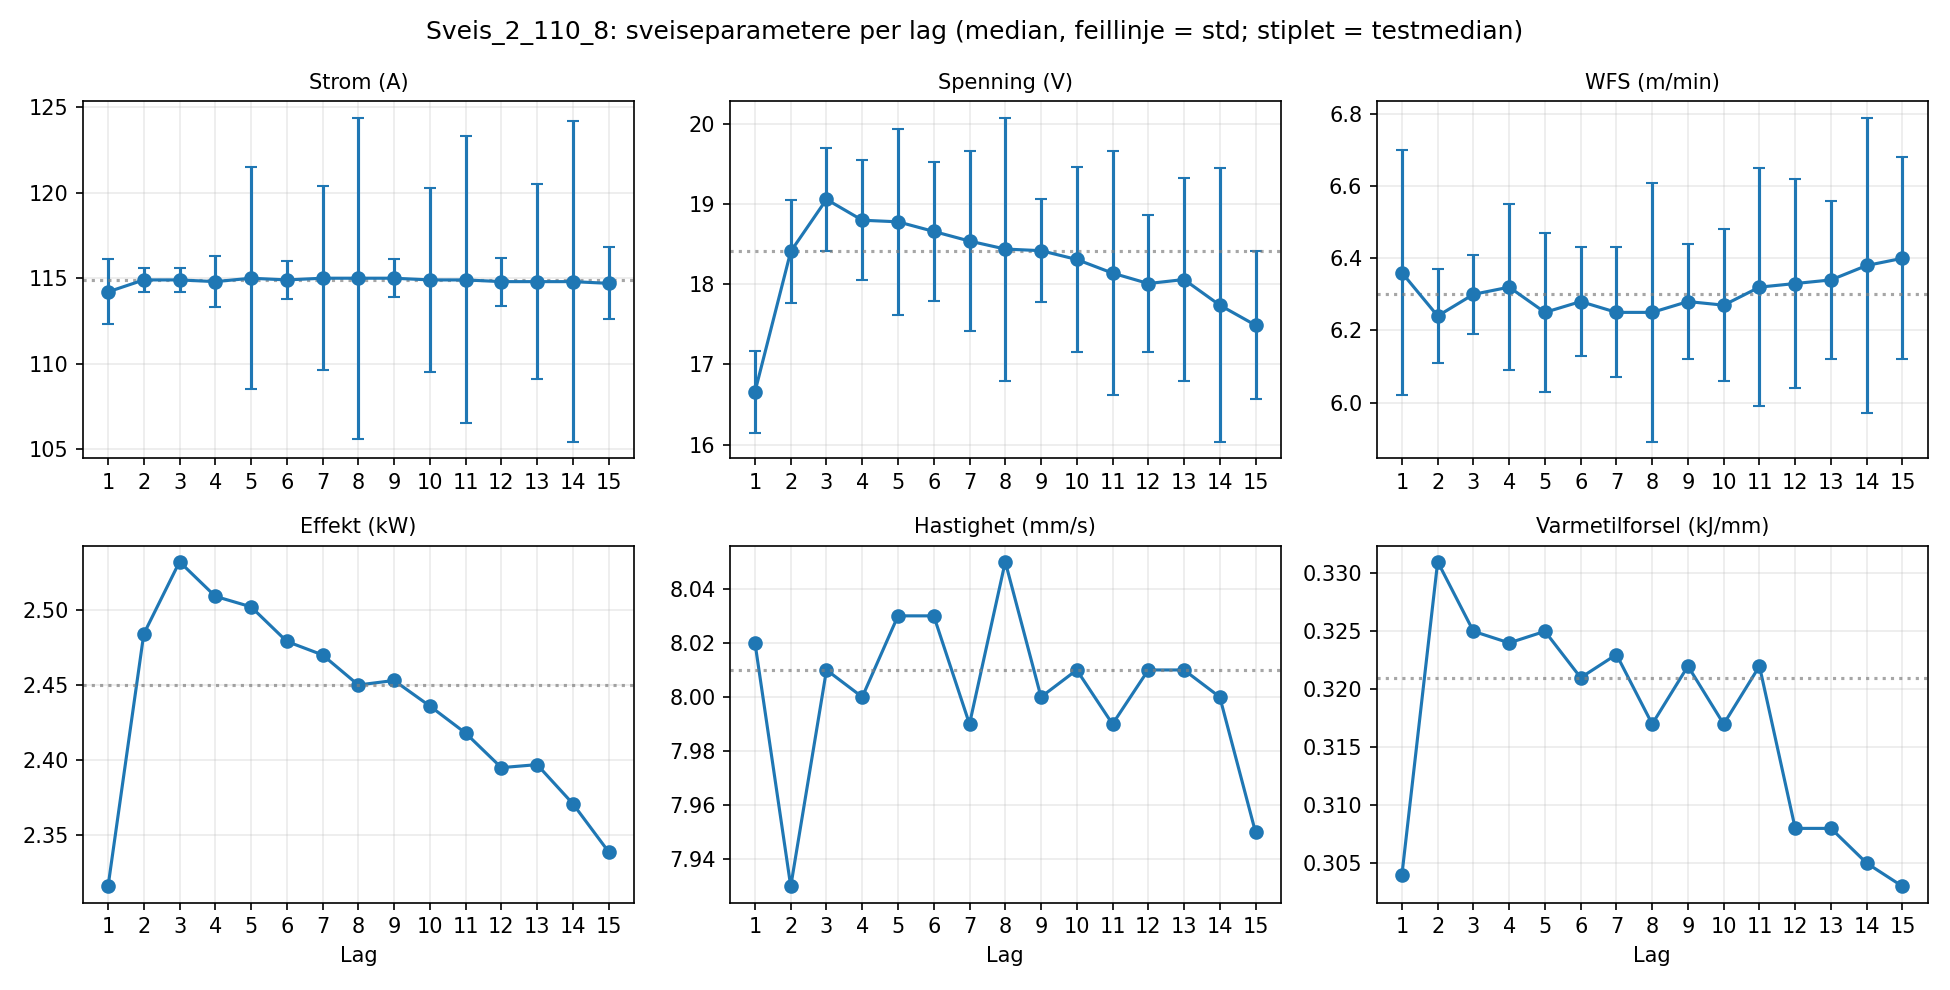 Sveis_2_110_8: sveiseparametere per lag (median, feillinje = std; stiplet = testmedian)
Strom (A)
125
120
115
110
105
1 2 3 4 5 6 7 8 9 10 11 12 13 14 15
Spenning (V)
20
19
18
17
16
1 2 3 4 5 6 7 8 9 10 11 12 13 14 15
WFS (m/min)
6.8
6.6
6.4
6.2
6.0
1 2 3 4 5 6 7 8 9 10 11 12 13 14 15
Effekt (kW)
2.50
2.45
2.40
2.35
1 2 3 4 5 6 7 8 9 10 11 12 13 14 15
Lag
Hastighet (mm/s)
8.04
8.02
8.00
7.98
7.96
7.94
1 2 3 4 5 6 7 8 9 10 11 12 13 14 15
Lag
Varmetilforsel (kJ/mm)
0.330
0.325
0.320
0.315
0.310
0.305
1 2 3 4 5 6 7 8 9 10 11 12 13 14 15
Lag